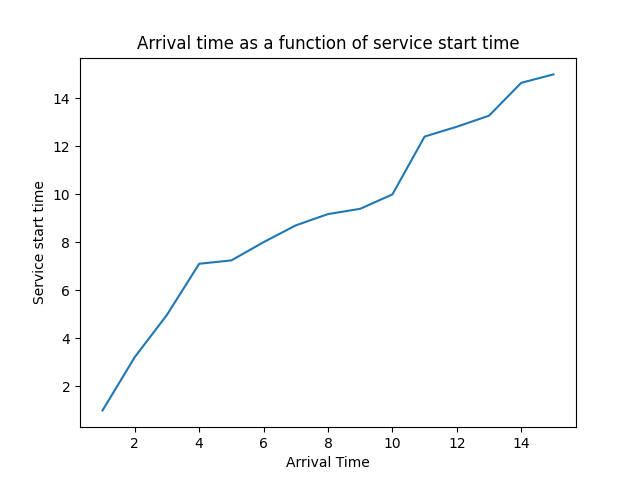 Arrival time as a function of service start time
Service start time
14
12
10
8
6
4
2
2 4 6 8 10 12 14
Arrival Time